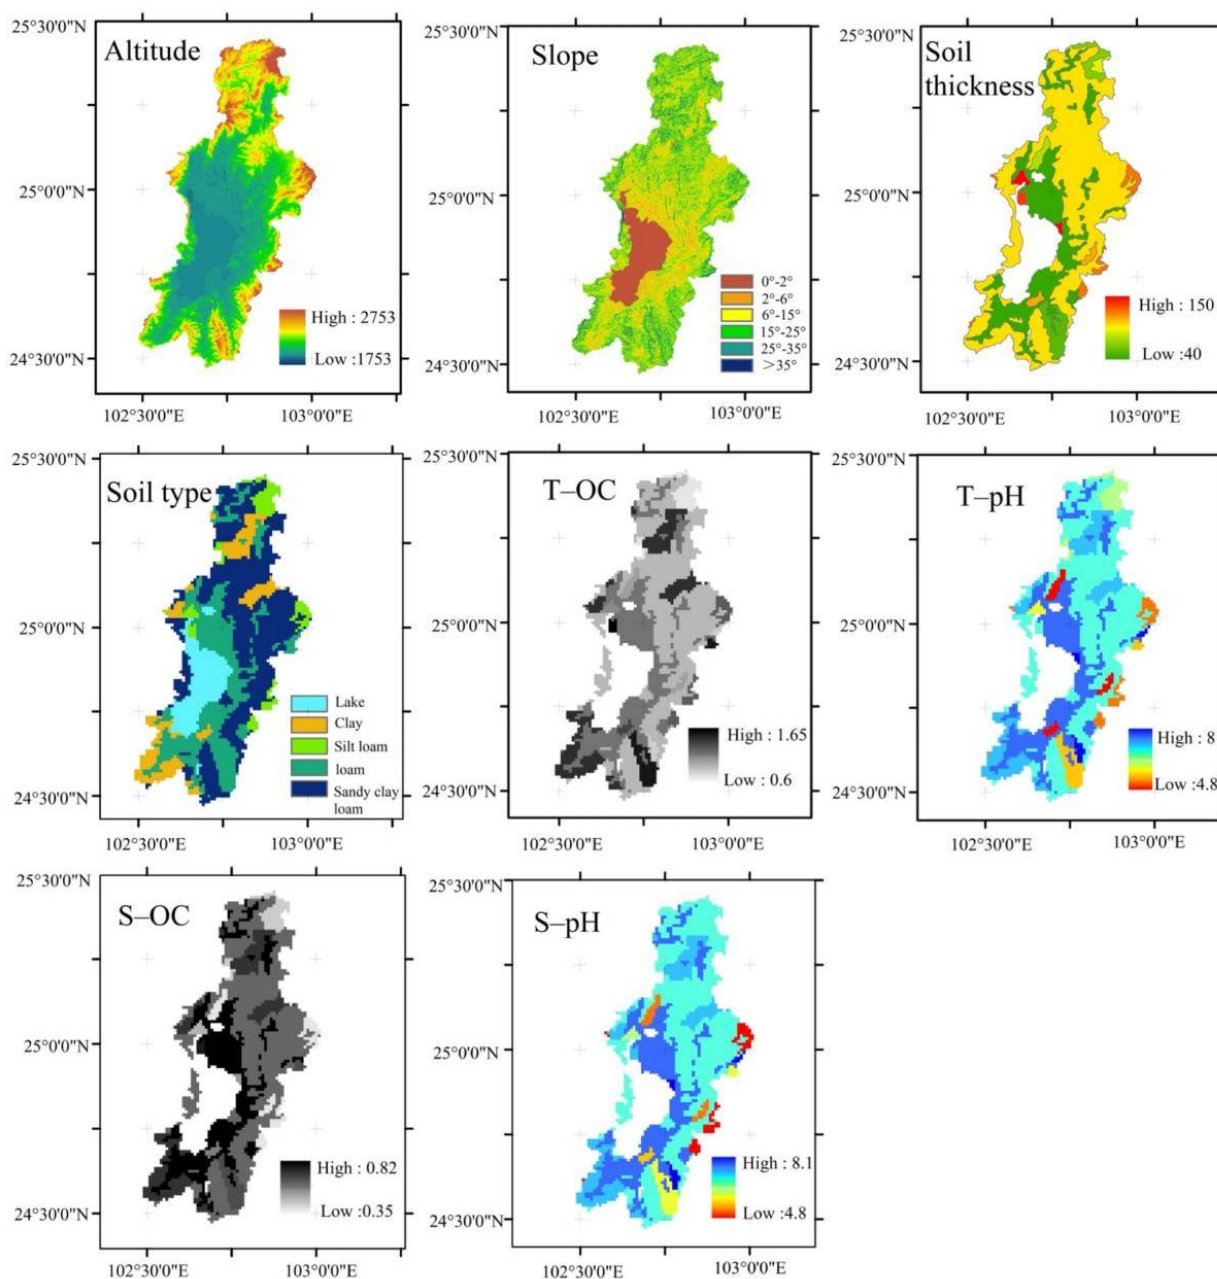 25°30'0"N
Altitude
25°0'0"N
High : 2753
Low :1753
24°30'0"N
102°30'0"E
103°0'0"E
25°30'0"N
Slope
25°0'0"N
0°-2°
2°-6°
6°-15°
15°-25°
25°-35°
>35°
24°30'0"N
102°30'0"E
103°0'0"E
25°30'0"N
Soil
thickness
25°0'0"N
High : 150
Low :40
24°30'0"N
102°30'0"E
103°0'0"E
25°30'0"N
Soil type
25°0'0"N
Lake
Clay
Silt loam
loam
Sandy clay
loam
24°30'0"N
102°30'0"E
103°0'0"E
25°30'0"N
T–OC
25°0'0"N
High : 1.65
Low : 0.6
24°30'0"N
102°30'0"E
103°0'0"E
25°30'0"N
T–pH
25°0'0"N
High : 8
Low :4.8
24°30'0"N
102°30'0"E
103°0'0"E
25°30'0"N
S–OC
25°0'0"N
High : 0.82
Low :0.35
24°30'0"N
102°30'0"E
103°0'0"E
25°30'0"N
S–pH
25°0'0"N
High : 8.1
Low :4.8
24°30'0"N
102°30'0"E
103°0'0"E